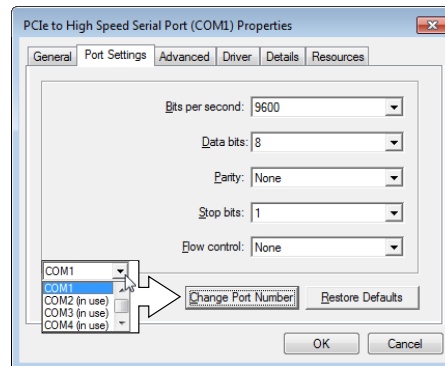 PCIe to High Speed Serial Port (COM1) Properties
General Port Settings Advanced Driver Details Resources
Bits per second: 9600
Data bits: 8
Parity: None
Stop bits: 1
Flow control: None
COM1
COM1
COM2 (in use)
COM3 (in use)
COM4 (in use)
Change Port Number Restore Defaults
OK Cancel